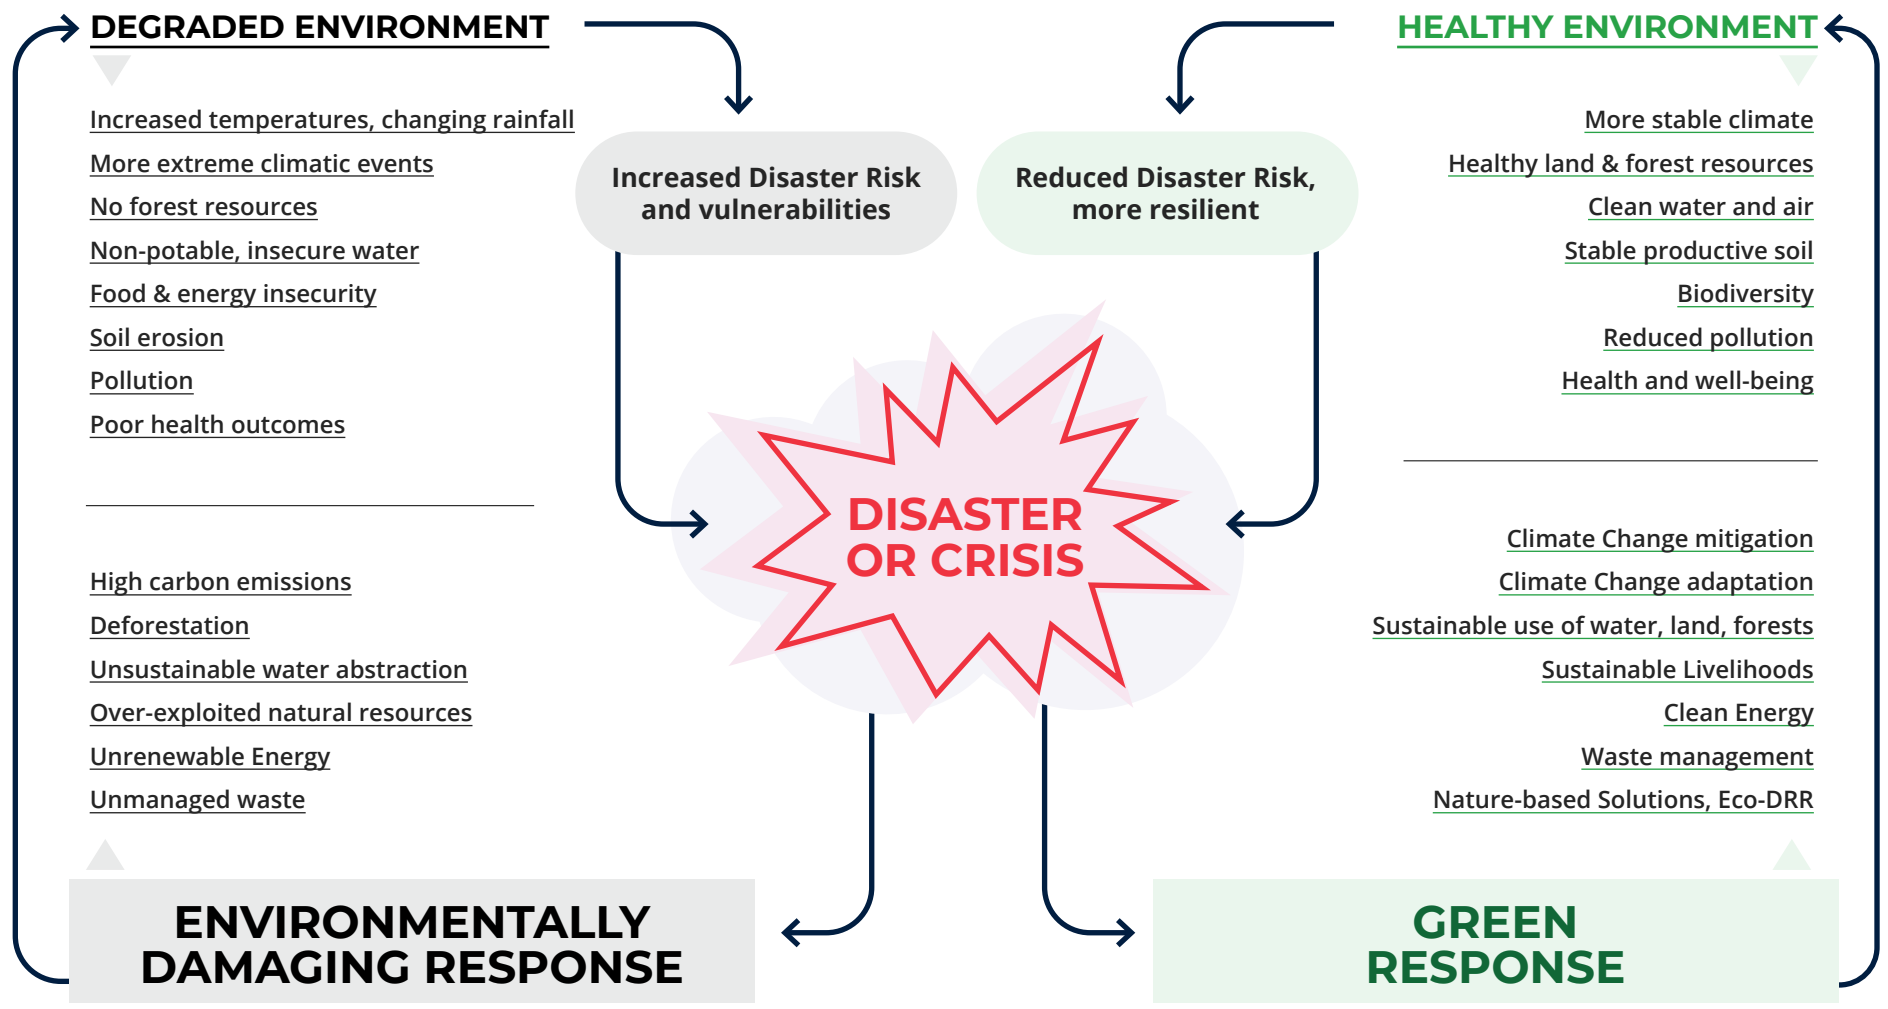 DEGRADED ENVIRONMENT
Increased temperatures, changing rainfall
More extreme climatic events
No forest resources
Non-potable, insecure water
Food & energy insecurity
Soil erosion
Pollution
Poor health outcomes
High carbon emissions
Deforestation
Unsustainable water abstraction
Over-exploited natural resources
Unrenewable Energy
Unmanaged waste
ENVIRONMENTALLY
DAMAGING RESPONSE
Increased Disaster Risk
and vulnerabilities
Reduced Disaster Risk,
more resilient
DISASTER
OR CRISIS
HEALTHY ENVIRONMENT
More stable climate
Healthy land & forest resources
Clean water and air
Stable productive soil
Biodiversity
Reduced pollution
Health and well-being
Climate Change mitigation
Climate Change adaptation
Sustainable use of water, land, forests
Sustainable Livelihoods
Clean Energy
Waste management
Nature-based Solutions, Eco-DRR
GREEN
RESPONSE